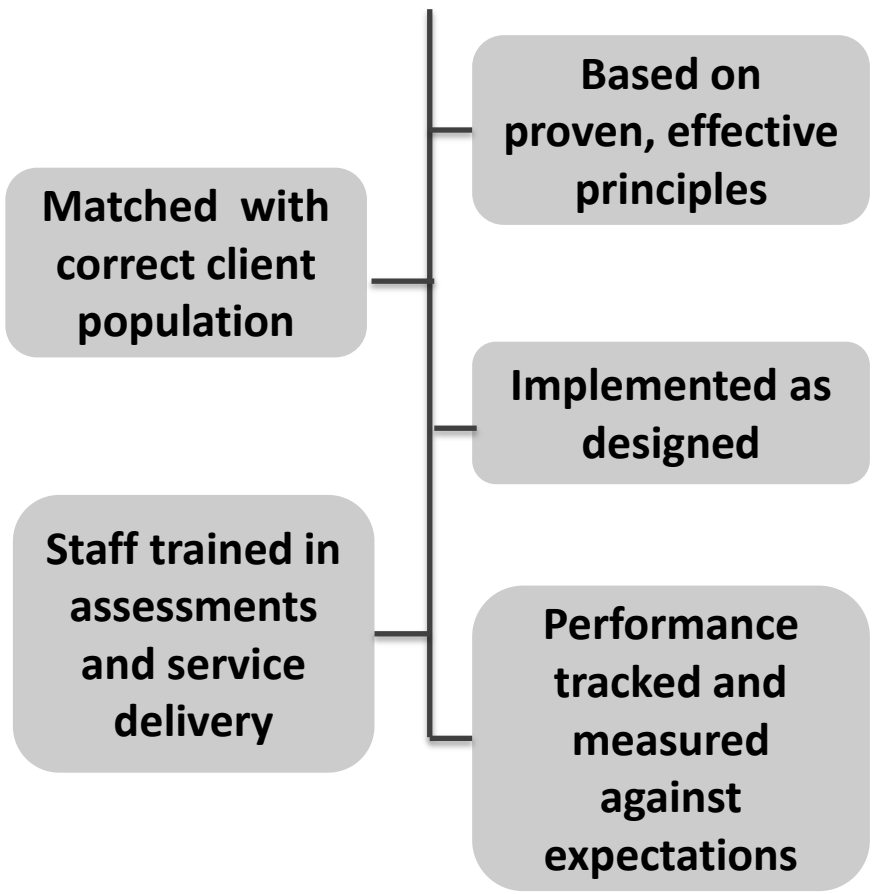 Based on
proven, effective
principles
Matched with
correct client
population
Implemented as
designed
Staff trained in
assessments
and service
delivery
Performance
tracked and
measured
against
expectations